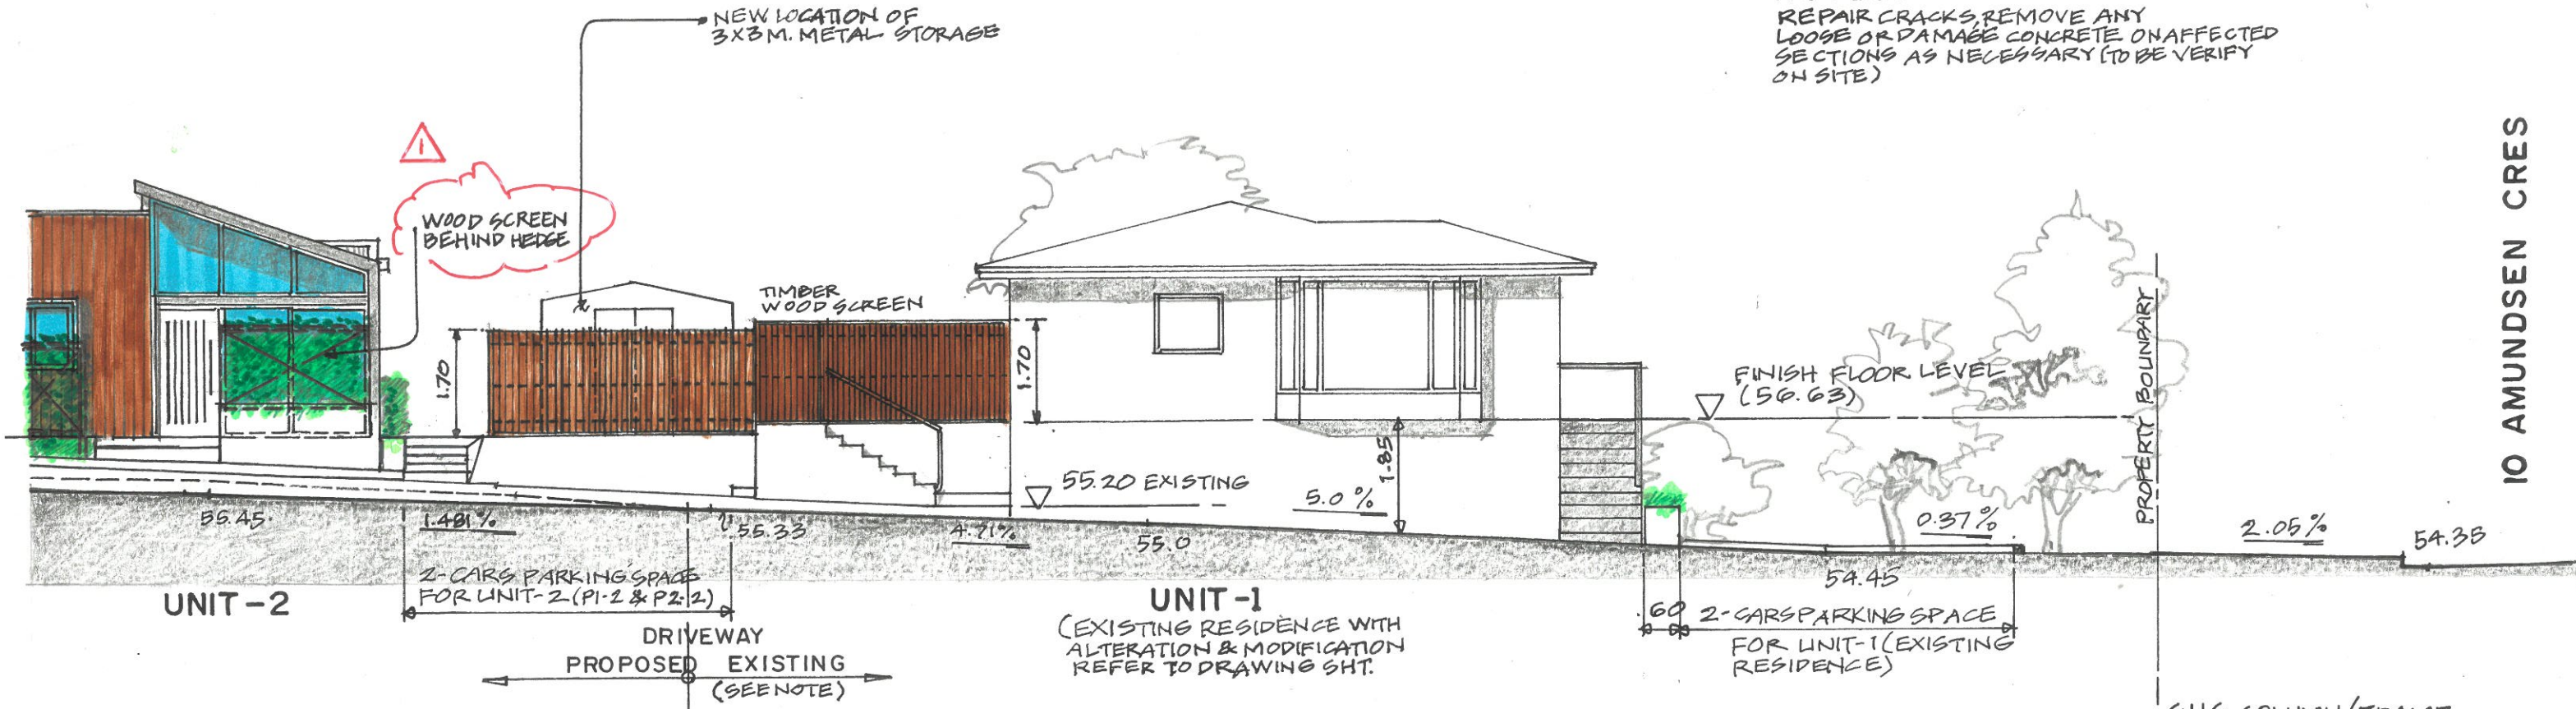 NEW LOCATION OF
3X3 M. METAL STORAGE
REPAIR CRACKS, REMOVE ANY
LOOSE OR DAMAGE CONCRETE ON AFFECTED
SECTIONS AS NECESSARY (TO BE VERIFY
ON SITE)
10 AMUNDSEN CRES
1
WOOD SCREEN
BEHIND HEDGE
TIMBER
WOOD SCREEN
1.70
1.70
FINISH FLOOR LEVEL
(56.63)
PROPERTY BOUNDARY
1.85
55.20 EXISTING
5.0%
55.45
1.481%
55.33
4.71%
55.0
0.37%
2.05%
54.35
54.45
2-CARS PARKING SPACE
FOR UNIT-2 (P1-2 & P2-2)
UNIT-2
UNIT-1
(EXISTING RESIDENCE WITH
ALTERATION & MODIFICATION
REFER TO DRAWING SHT.
.60
2-CARS PARKING SPACE
FOR UNIT-1 (EXISTING
RESIDENCE)
DRIVEWAY
PROPOSED EXISTING
(SEE NOTE)